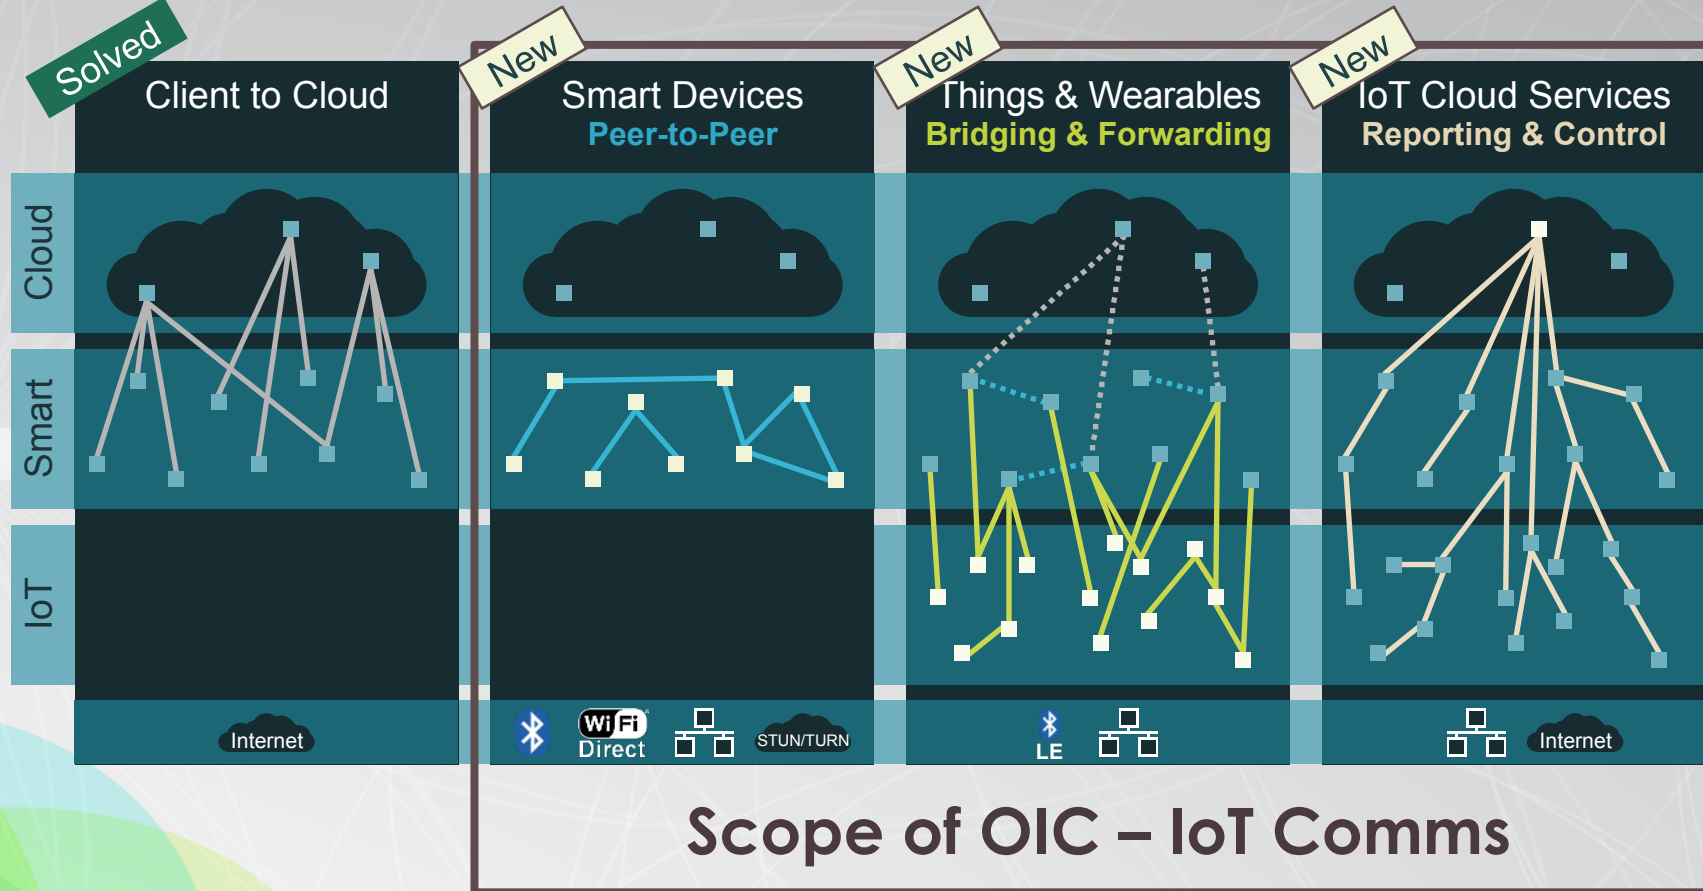 Solved
Client to Cloud
New
Smart Devices
Peer-to-Peer
New
Things & Wearables
Bridging & Forwarding
New
IoT Cloud Services
Reporting & Control
Cloud
Smart
IoT
Internet
WiFi
Direct
STUN/TURN
LE
Internet
Scope of OIC – IoT Comms